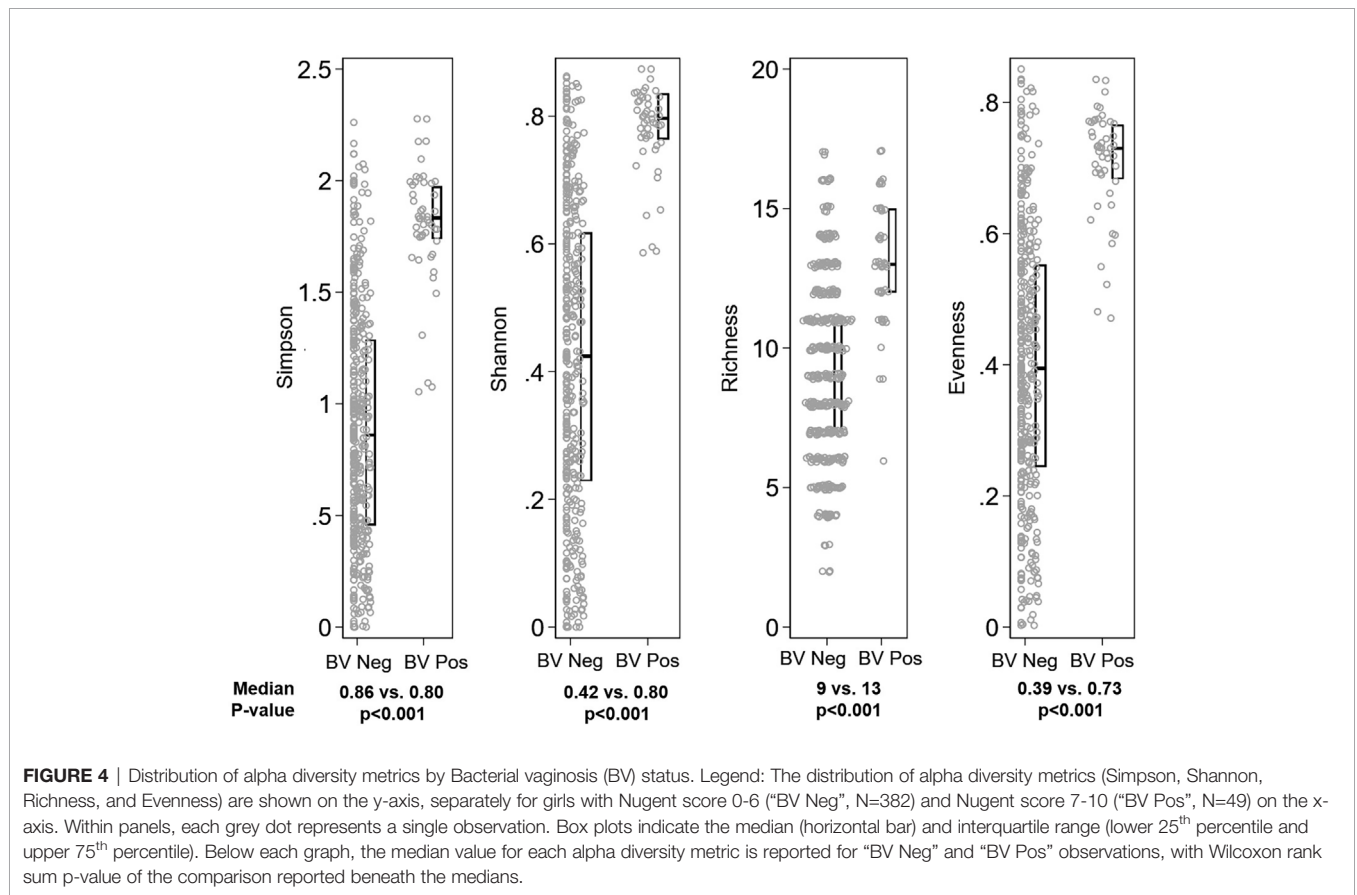 2.5
2
1.5
1
.5
0
Simpson
BV Neg BV Pos
.8
.6
.4
.2
0
Shannon
BV Neg BV Pos
20
15
10
5
0
Richness
BV Neg BV Pos
.8
.6
.4
.2
0
Evenness
BV Neg BV Pos
Median 0.86 vs. 0.80 0.42 vs. 0.80 9 vs. 13 0.39 vs. 0.73
P-value p<0.001 p<0.001 p<0.001 p<0.001
FIGURE 4 | Distribution of alpha diversity metrics by Bacterial vaginosis (BV) status. Legend: The distribution of alpha diversity metrics (Simpson, Shannon,
Richness, and Evenness) are shown on the y-axis, separately for girls with Nugent score 0-6 (“BV Neg”, N=382) and Nugent score 7-10 (“BV Pos”, N=49) on the x-
axis. Within panels, each grey dot represents a single observation. Box plots indicate the median (horizontal bar) and interquartile range (lower 25th percentile and
upper 75th percentile). Below each graph, the median value for each alpha diversity metric is reported for “BV Neg” and “BV Pos” observations, with Wilcoxon rank
sum p-value of the comparison reported beneath the medians.